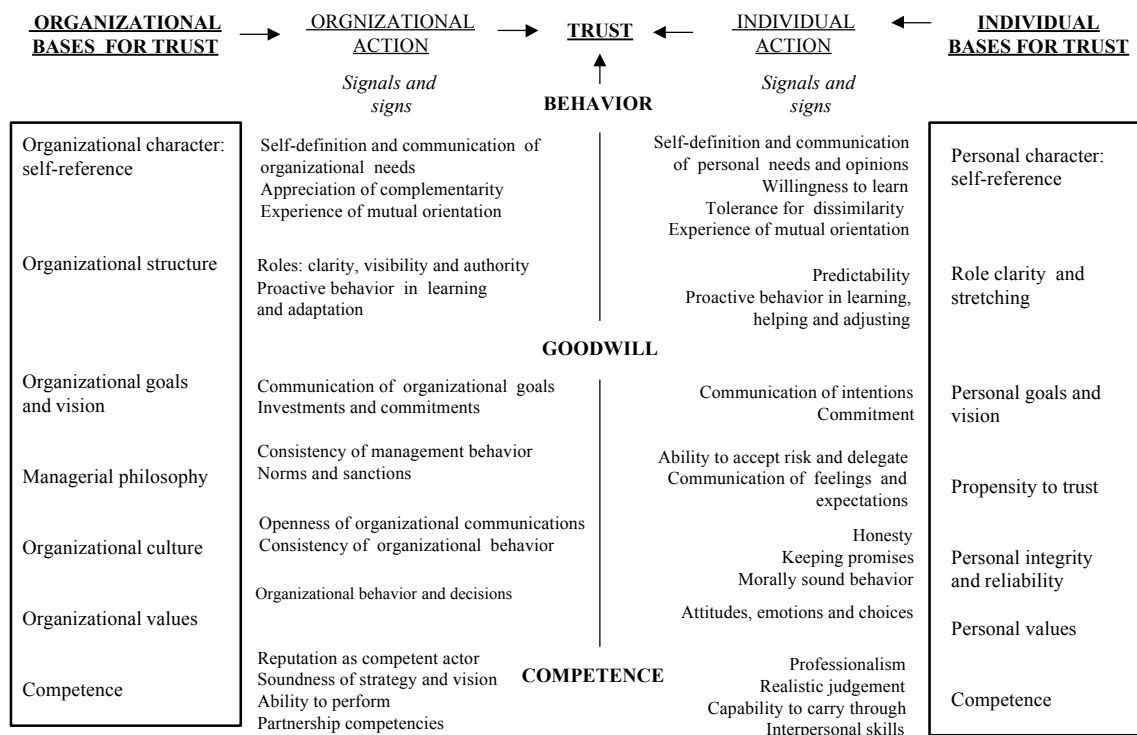 ORGANIZATIONAL
BASES FOR TRUST
ORGNIZATIONAL
ACTION
TRUST
INDIVIDUAL
ACTION
INDIVIDUAL
BASES FOR TRUST
Signals and
signs
BEHAVIOR
Signals and
signs
Organizational character:
self-reference
Self-definition and communication of
organizational needs
Appreciation of complementarity
Experience of mutual orientation
Self-definition and communication
of personal needs and opinions
Willingness to learn
Tolerance for dissimilarity
Experience of mutual orientation
Personal character:
self-reference
Organizational structure
Roles: clarity, visibility and authority
Proactive behavior in learning
and adaptation
Predictability
Proactive behavior in learning,
helping and adjusting
Role clarity and
stretching
GOODWILL
Organizational goals
and vision
Communication of organizational goals
Investments and commitments
Communication of intentions
Commitment
Personal goals and
vision
Managerial philosophy
Consistency of management behavior
Norms and sanctions
Ability to accept risk and delegate
Communication of feelings and
expectations
Propensity to trust
Organizational culture
Openness of organizational communications
Consistency of organizational behavior
Honesty
Keeping promises
Morally sound behavior
Personal integrity
and reliability
Organizational values
Organizational behavior and decisions
Attitudes, emotions and choices
Personal values
COMPETENCE
Competence
Reputation as competent actor
Soundness of strategy and vision
Ability to perform
Partnership competencies
Professionalism
Realistic judgement
Capability to carry through
Interpersonal skills
Competence